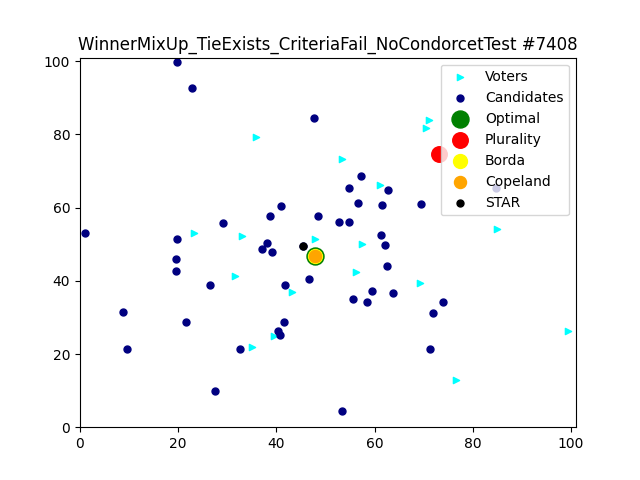 WinnerMixUp_TieExists_CriteriaFail_NoCondorcetTest #7408
100
80
60
40
20
0
0
20
40
60
80
100
Voters
Candidates
Optimal
Plurality
Borda
Copeland
STAR